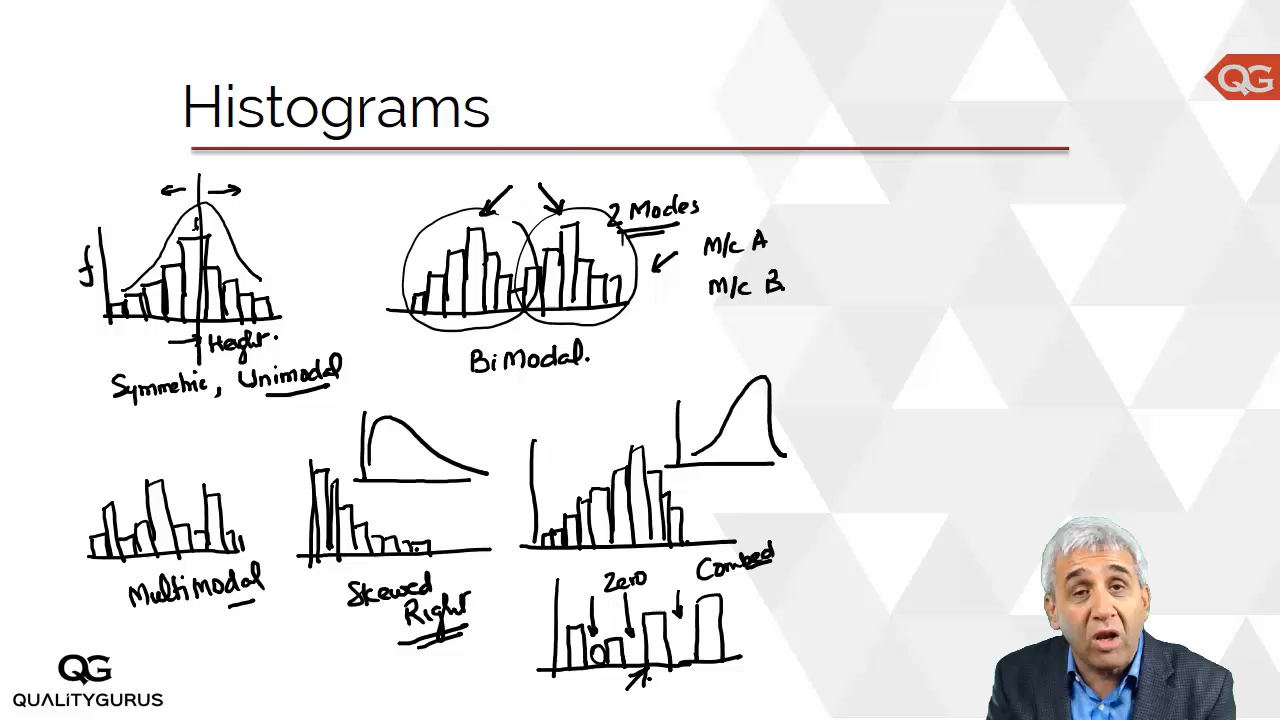 Histograms
QG
2 Modes
M/c A
M/c B
f
Height.
BiModal.
Symmetric, Unimodal
Multimodal
Skewed
Right
Zero
Combed
QG
QUALiTYGURUS